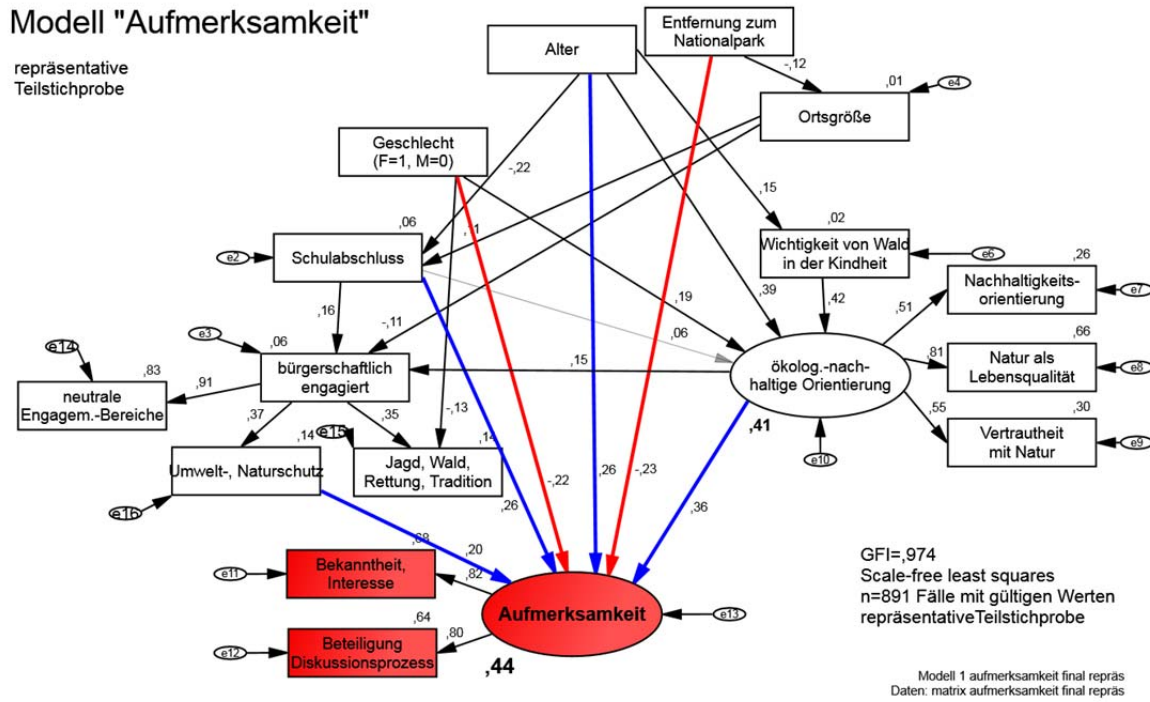 Modell "Aufmerksamkeit"
repräsentative
Teilstichprobe
Alter
Entfernung zum
Nationalpark
-,12
,01
e4
Ortsgröße
Geschlecht
(F=1, M=0)
-,22
,15
,06
,11
,02
e2
Schulabschluss
Wichtigkeit von Wald
in der Kindheit
e6
,26
Nachhaltigkeits-
orientierung
e7
,16
-,11
,19
,39
,42
,51
,06
e3
,06
e14
,83
bürgerschaftlich
engagiert
,15
ökolog.-nach-
haltige Orientierung
,81
,66
Natur als
Lebensqualität
e8
neutrale
Engagem.-Bereiche
,91
,37
,35
-,13
,41
e10
,55
,30
Vertrautheit
mit Natur
e9
,14
e15
,14
Umwelt-, Naturschutz
Jagd, Wald,
Rettung, Tradition
e16
,26
-,22
,26
-,23
,36
,68
,20
e11
Bekanntheit,
Interesse
,82
Aufmerksamkeit
e13
,64
e12
Beteiligung
Diskussionsprozess
,80
,44
GFI=,974
Scale-free least squares
n=891 Fälle mit gültigen Werten
repräsentativeTeilstichprobe
Modell 1 aufmerksamkeit final repräs
Daten: matrix aufmerksamkeit final repräs